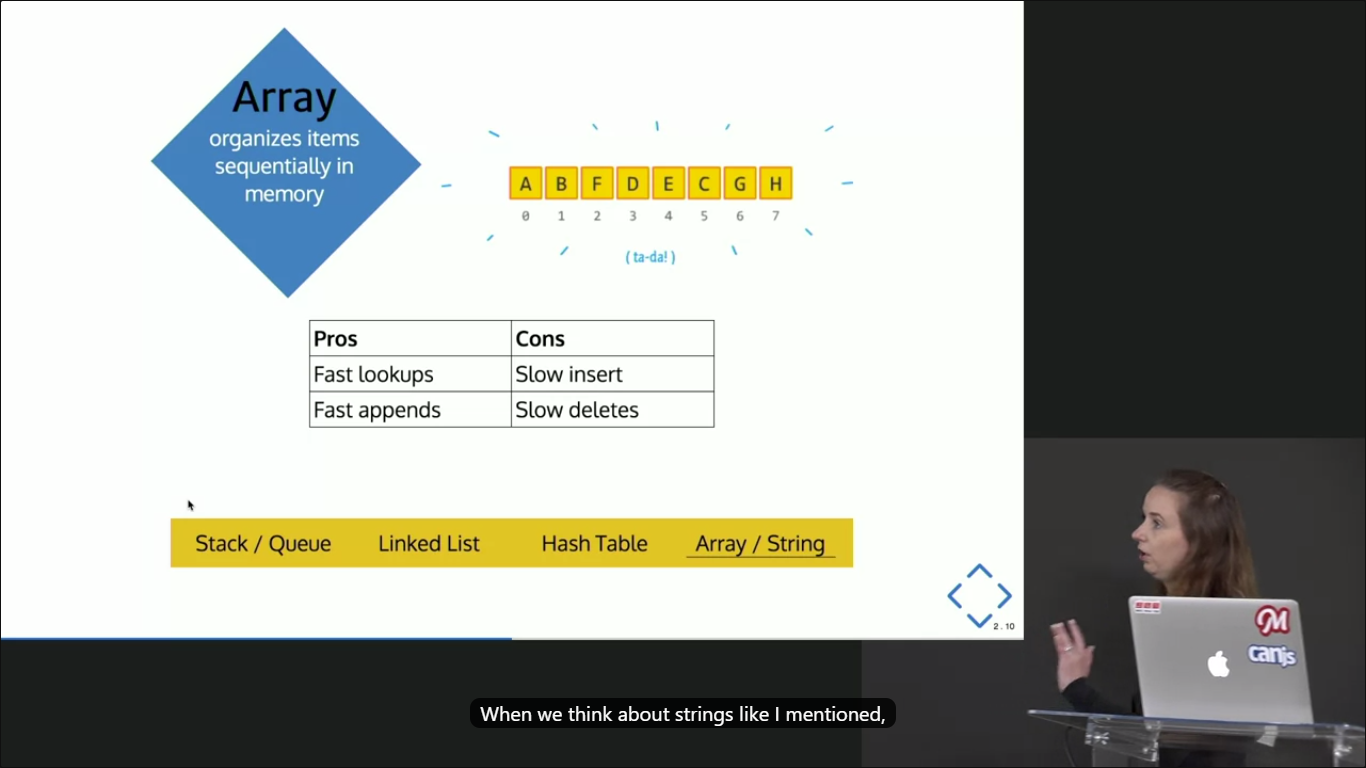 Array
organizes items
sequentially in
memory
A B F D E C G H
0 1 2 3 4 5 6 7
( ta-da! )
Pros Cons
Fast lookups Slow insert
Fast appends Slow deletes
Stack / Queue Linked List Hash Table Array / String
2.10
M
canjs
When we think about strings like I mentioned,